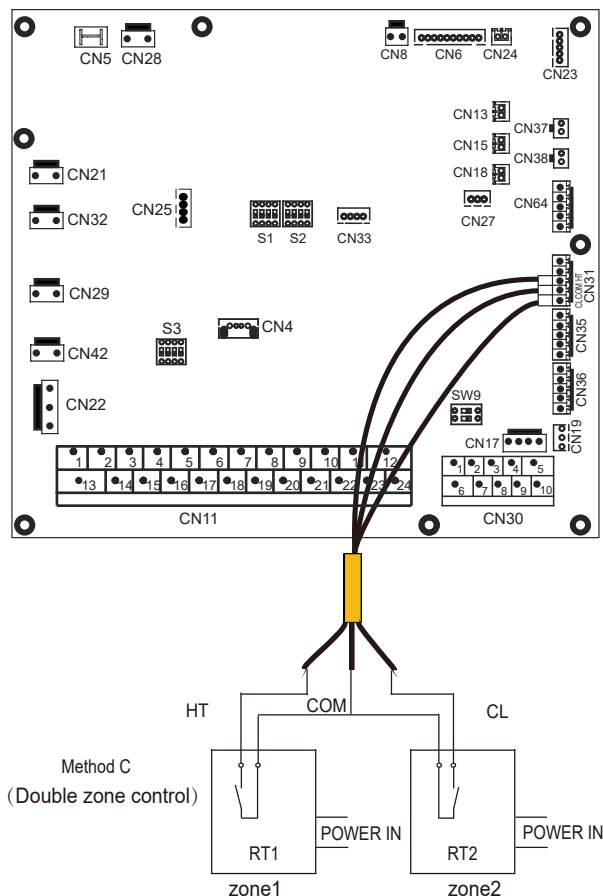 CN5
CN28
CN8
CN6
CN24
CN23
CN13
CN15
CN18
CN37
CN38
CN21
CN32
CN25
S1
S2
CN33
CN27
CN64
CN29
CN42
CN22
S3
CN4
CL COM HT
CN31
CN35
CN36
SW9
CN17
CN19
1 2 3 4 5 6 7 8 9 10 11 12
13 14 15 16 17 18 19 20 21 22 23 24
CN11
1 2 3 4 5
6 7 8 9 10
CN30
HT
COM
CL
Method C
(Double zone control)
RT1
POWER IN
RT2
POWER IN
zone1
zone2